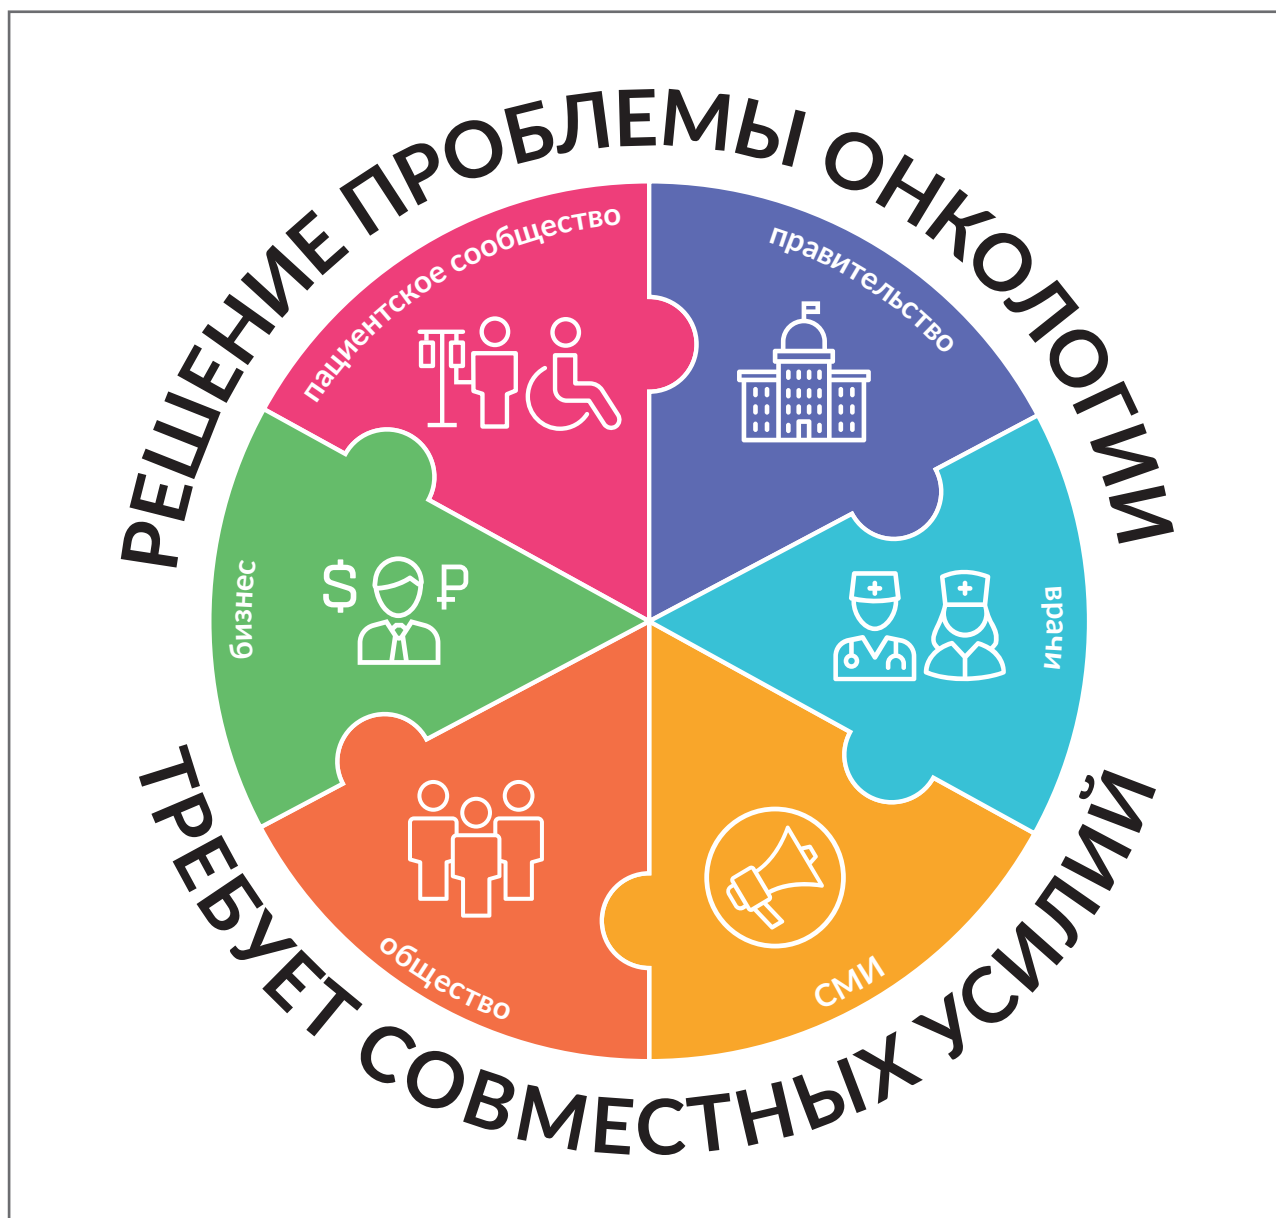 РЕШЕНИЕ ПРОБЛЕМЫ ОНКОЛОГИИ
пациентское сообщество
правительство
бизнес
врачи
общество
СМИ
ТРЕБУЕТ СОВМЕСТНЫХ УСИЛИЙ